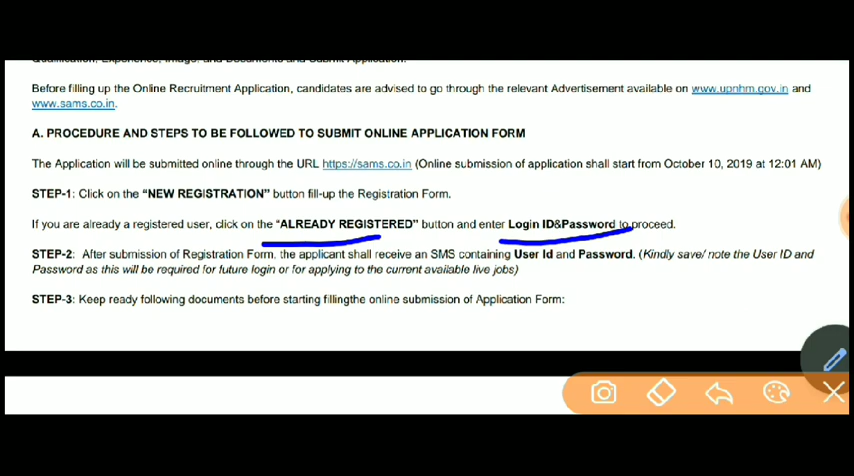 Qualification, Experience, Image, and Documents and Submit Application.
Before filling up the Online Recruitment Application, candidates are advised to go through the relevant Advertisement available on www.upnhm.gov.in and
www.sams.co.in.
A. PROCEDURE AND STEPS TO BE FOLLOWED TO SUBMIT ONLINE APPLICATION FORM
The Application will be submitted online through the URL https://sams.co.in (Online submission of application shall start from October 10, 2019 at 12:01 AM)
STEP-1: Click on the “NEW REGISTRATION” button fill-up the Registration Form.
If you are already a registered user, click on the “ALREADY REGISTERED” button and enter Login ID&Password to proceed.
STEP-2: After submission of Registration Form, the applicant shall receive an SMS containing User Id and Password. (Kindly save/ note the User ID and
Password as this will be required for future login or for applying to the current available live jobs)
STEP-3: Keep ready following documents before starting fillingthe online submission of Application Form: